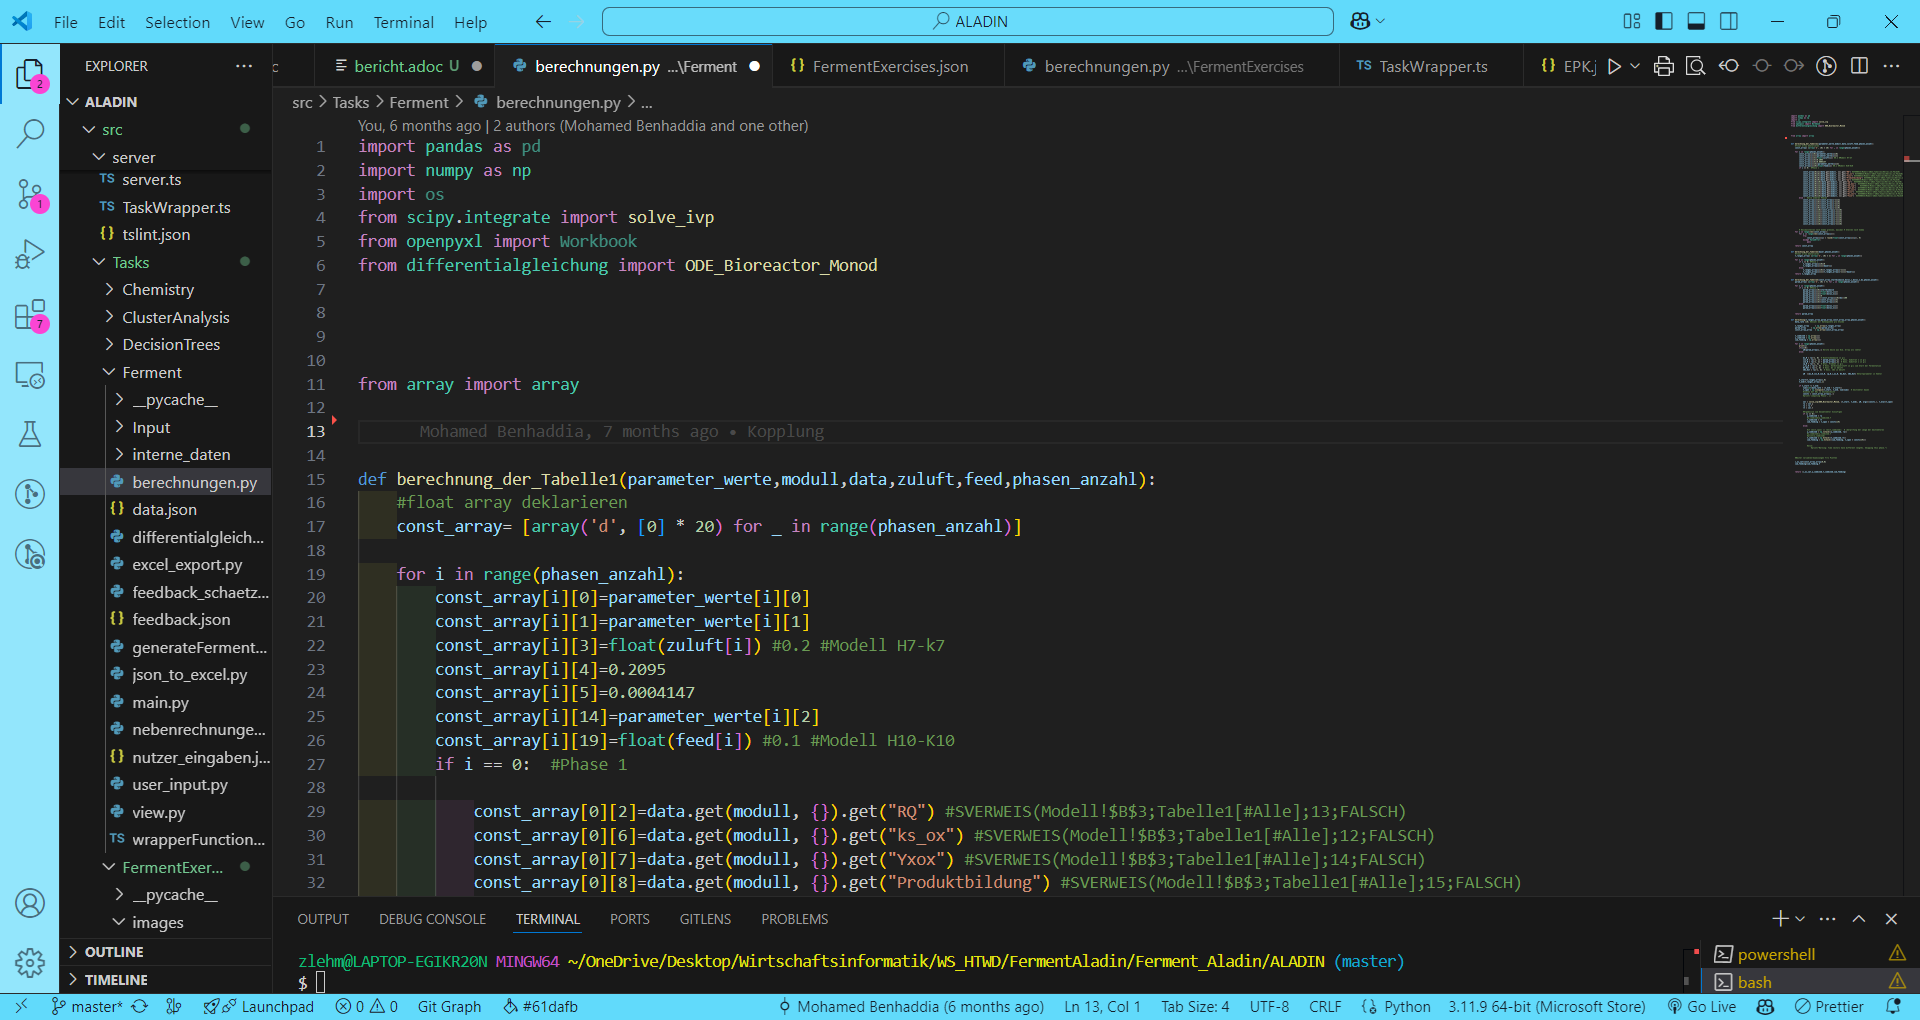 File Edit Selection View Go Run Terminal Help
ALADIN
EXPLORER
ALADIN
src
server
server.ts
TaskWrapper.ts
tslint.json
Tasks
Chemistry
ClusterAnalysis
DecisionTrees
Ferment
__pycache__
Input
interne_daten
berechnungen.py
data.json
differentialgleich...
excel_export.py
feedback_schaetz...
feedback.json
generateFerment...
json_to_excel.py
main.py
nebenrechnunge...
nutzer_eingaben.j...
user_input.py
view.py
wrapperFunction...
FermentExer...
__pycache__
images
OUTLINE
TIMELINE
2
1
7
c
bericht.adoc U
berechnungen.py ...\Ferment
FermentExercises.json
berechnungen.py ...\FermentExercises
TaskWrapper.ts
EPK.j
src > Tasks > Ferment > berechnungen.py > ...
You, 6 months ago | 2 authors (Mohamed Benhaddia and one other)
1 import pandas as pd
2 import numpy as np
3 import os
4 from scipy.integrate import solve_ivp
5 from openpyxl import Workbook
6 from differentialgleichung import ODE_Bioreactor_Monod
7
8
9
10
11 from array import array
12
13 Mohamed Benhaddia, 7 months ago • Kopplung
14
15 def berechnung_der_Tabelle1(parameter_werte,modull,data,zuluft,feed,phasen_anzahl):
16 #float array deklarieren
17 const_array= [array('d', [0] * 20) for _ in range(phasen_anzahl)]
18
19 for i in range(phasen_anzahl):
20 const_array[i][0]=parameter_werte[i][0]
21 const_array[i][1]=parameter_werte[i][1]
22 const_array[i][3]=float(zuluft[i]) #0.2 #Modell H7-k7
23 const_array[i][4]=0.2095
24 const_array[i][5]=0.0004147
25 const_array[i][14]=parameter_werte[i][2]
26 const_array[i][19]=float(feed[i]) #0.1 #Modell H10-K10
27 if i == 0: #Phase 1
28
29 const_array[0][2]=data.get(modull, {}).get("RQ") #SVERWEIS(Modell!$B$3;Tabelle1[#Alle];13;FALSCH)
30 const_array[0][6]=data.get(modull, {}).get("ks_ox") #SVERWEIS(Modell!$B$3;Tabelle1[#Alle];12;FALSCH)
31 const_array[0][7]=data.get(modull, {}).get("Yxox") #SVERWEIS(Modell!$B$3;Tabelle1[#Alle];14;FALSCH)
32 const_array[0][8]=data.get(modull, {}).get("Produktbildung") #SVERWEIS(Modell!$B$3;Tabelle1[#Alle];15;FALSCH)
OUTPUT DEBUG CONSOLE TERMINAL PORTS GITLENS PROBLEMS
zlehm@LAPTOP-EGIKR20N MINGW64 ~/OneDrive/Desktop/Wirtschaftsinformatik/WS_HTWD/FermentAladin/Ferment_Aladin/ALADIN (master)
$
powershell
bash
master* Launchpad 0 0 Git Graph #61dafb Mohamed Benhaddia (6 months ago) Ln 13, Col 1 Tab Size: 4 UTF-8 CRLF Python 3.11.9 64-bit (Microsoft Store) Go Live Prettier